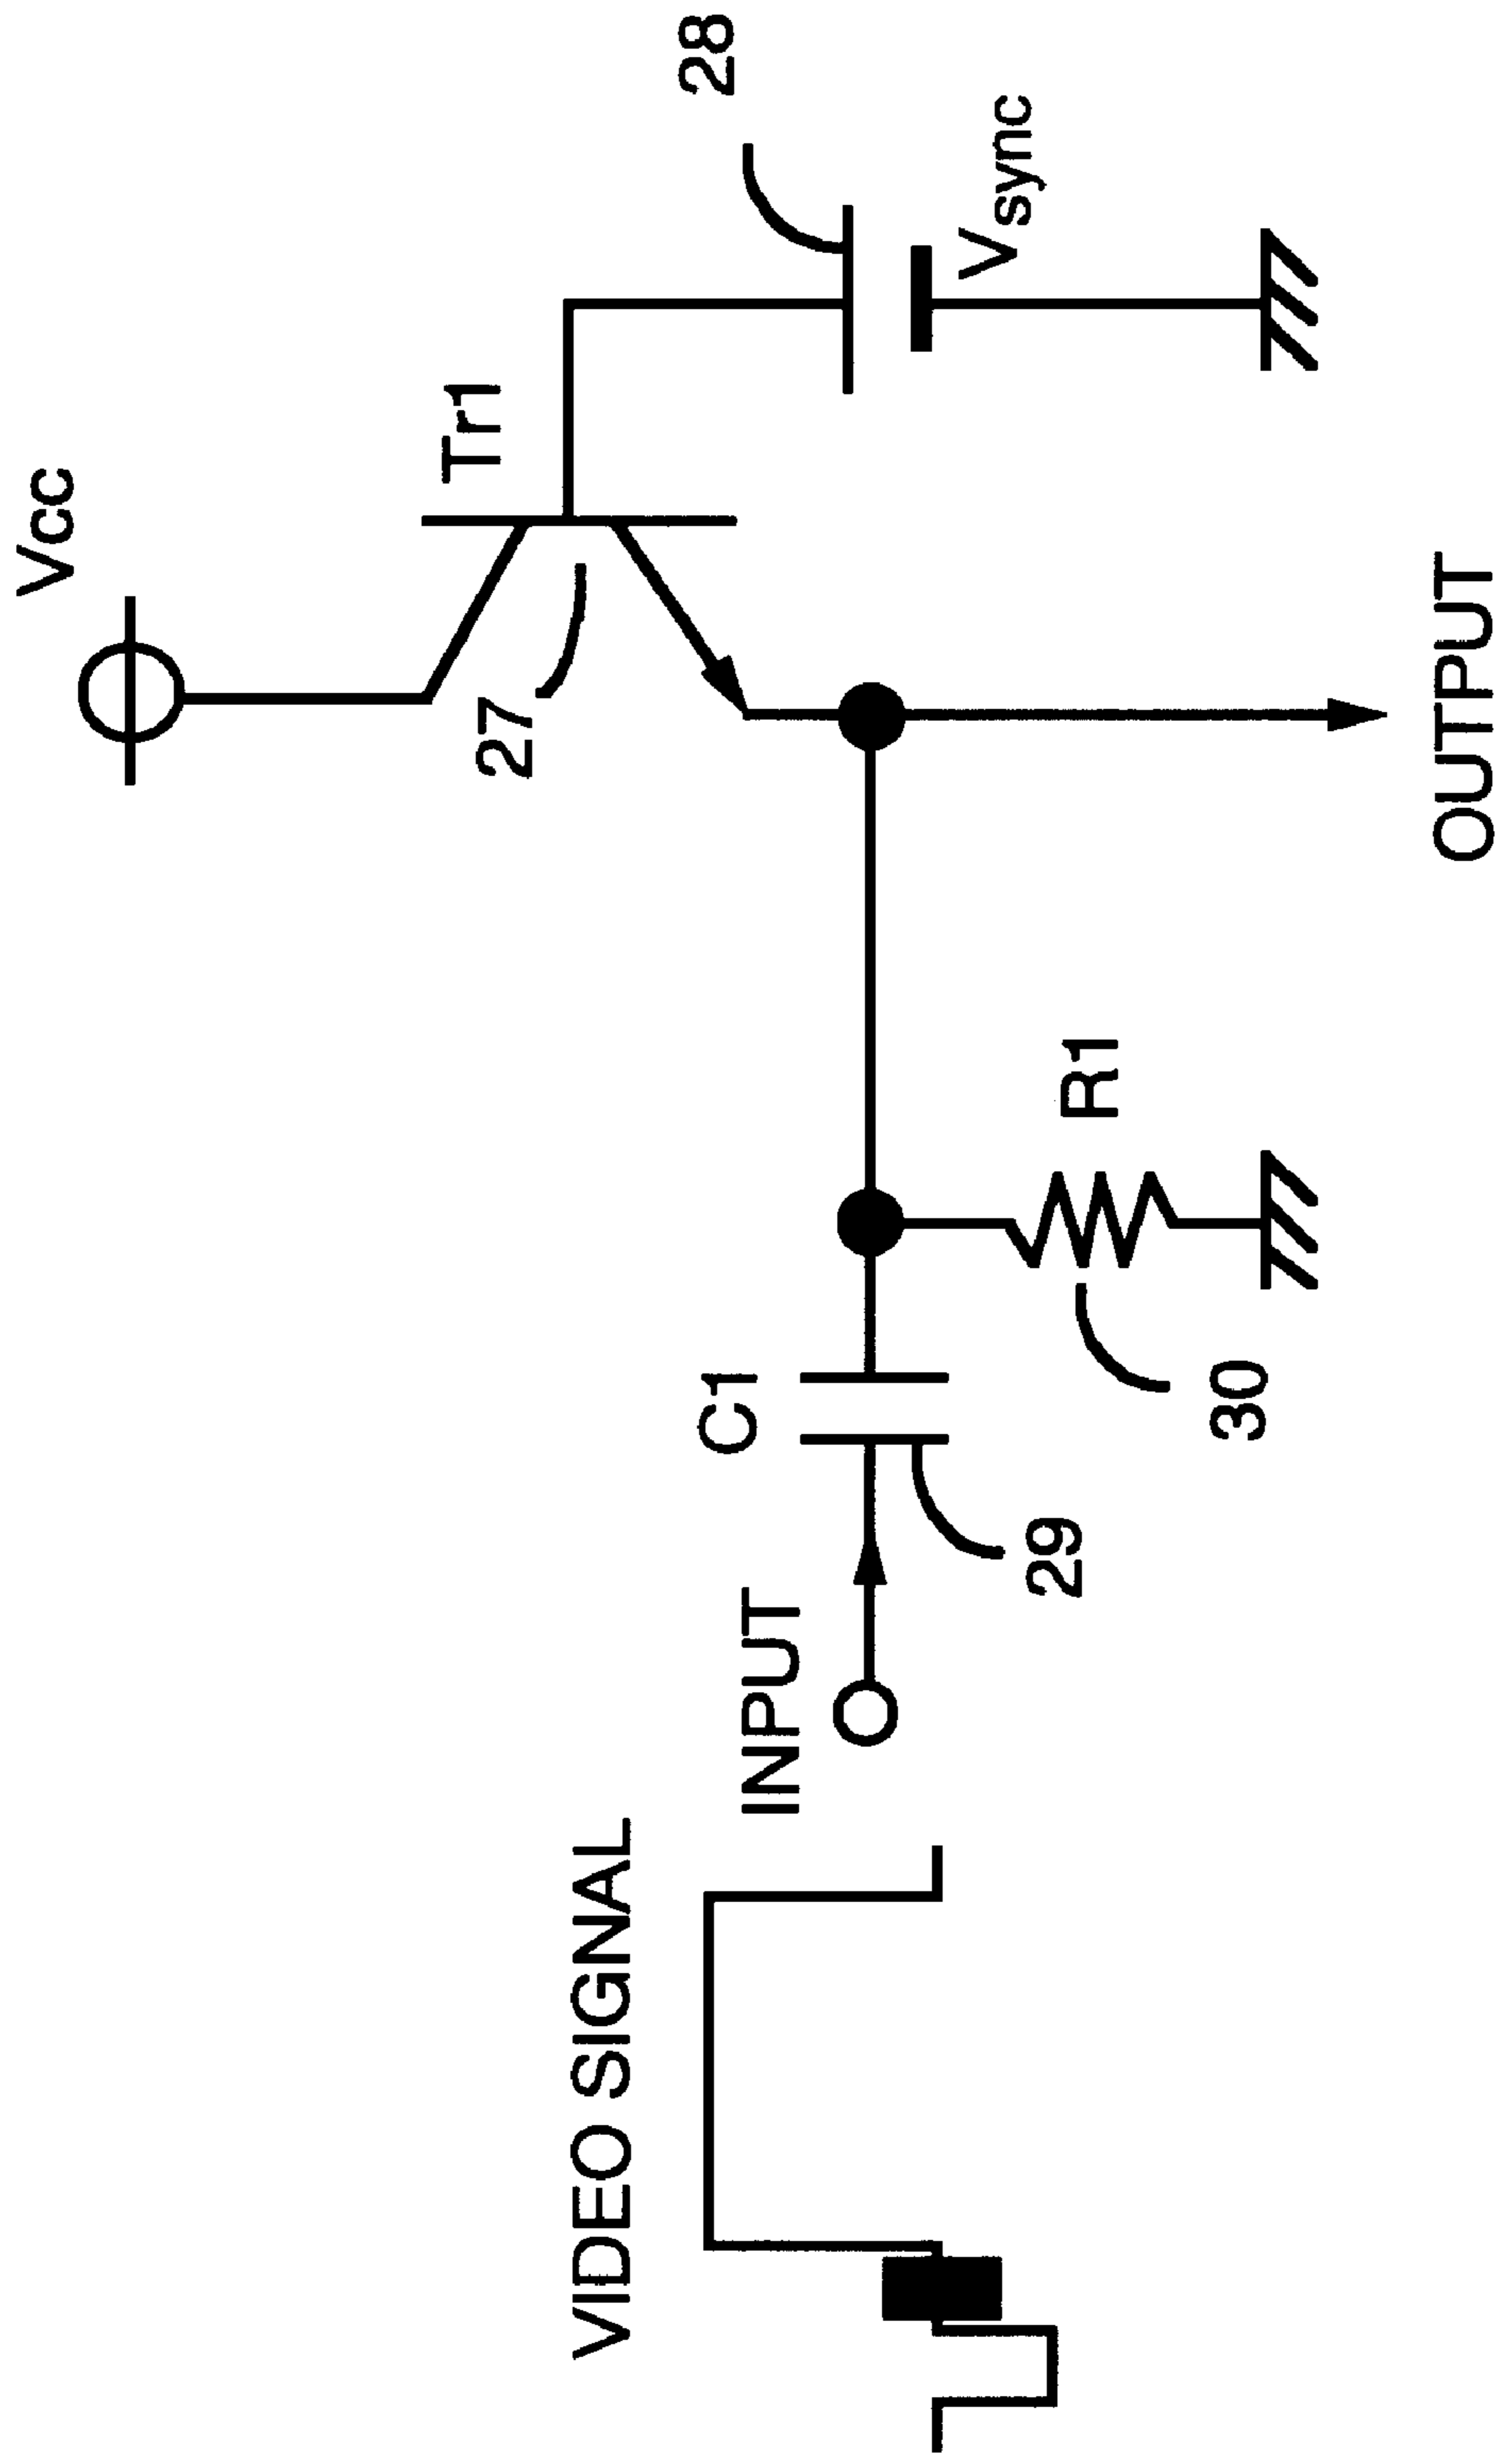 VIDEO SIGNAL
INPUT
C1
29
30
R1
Vcc
27
Tr1
28
Vsync
OUTPUT